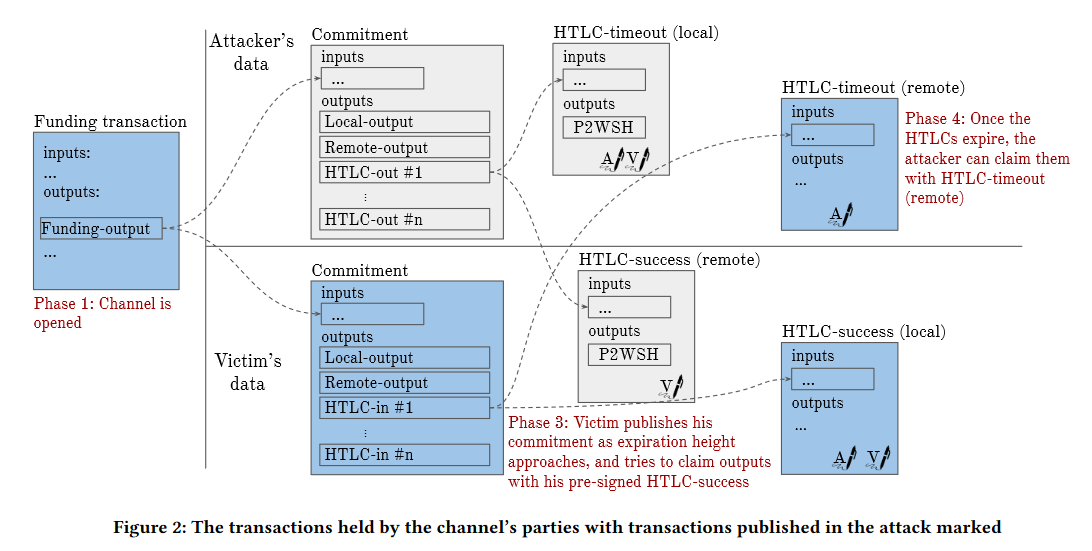 Attacker's
data
Funding transaction
inputs:
...
outputs:
Funding-output
...
Phase 1: Channel is
opened
Commitment
inputs
...
outputs
Local-output
Remote-output
HTLC-out #1
⋮
HTLC-out #n
HTLC-timeout (local)
inputs
...
outputs
P2WSH
A V
HTLC-timeout (remote)
inputs
...
outputs
...
A
Phase 4: Once the
HTLCs expire, the
attacker can claim them
with HTLC-timeout
(remote)
Victim's
data
Commitment
inputs
...
outputs
Local-output
Remote-output
HTLC-in #1
⋮
HTLC-in #n
HTLC-success (remote)
inputs
...
outputs
P2WSH
V
HTLC-success (local)
inputs
...
outputs
...
A V
Phase 3: Victim publishes his
commitment as expiration height
approaches, and tries to claim outputs
with his pre-signed HTLC-success
Figure 2: The transactions held by the channel's parties with transactions published in the attack marked